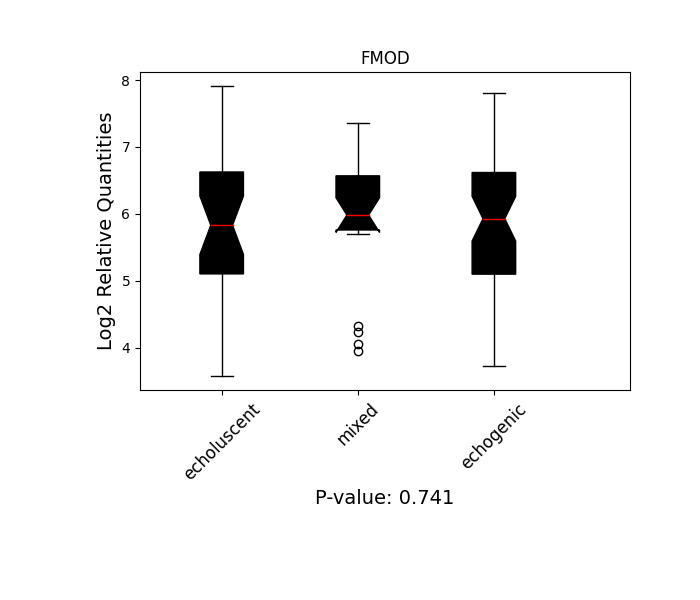 FMOD
Log2 Relative Quantities
8
7
6
5
4
echoluscent
mixed
echogenic
P-value: 0.741